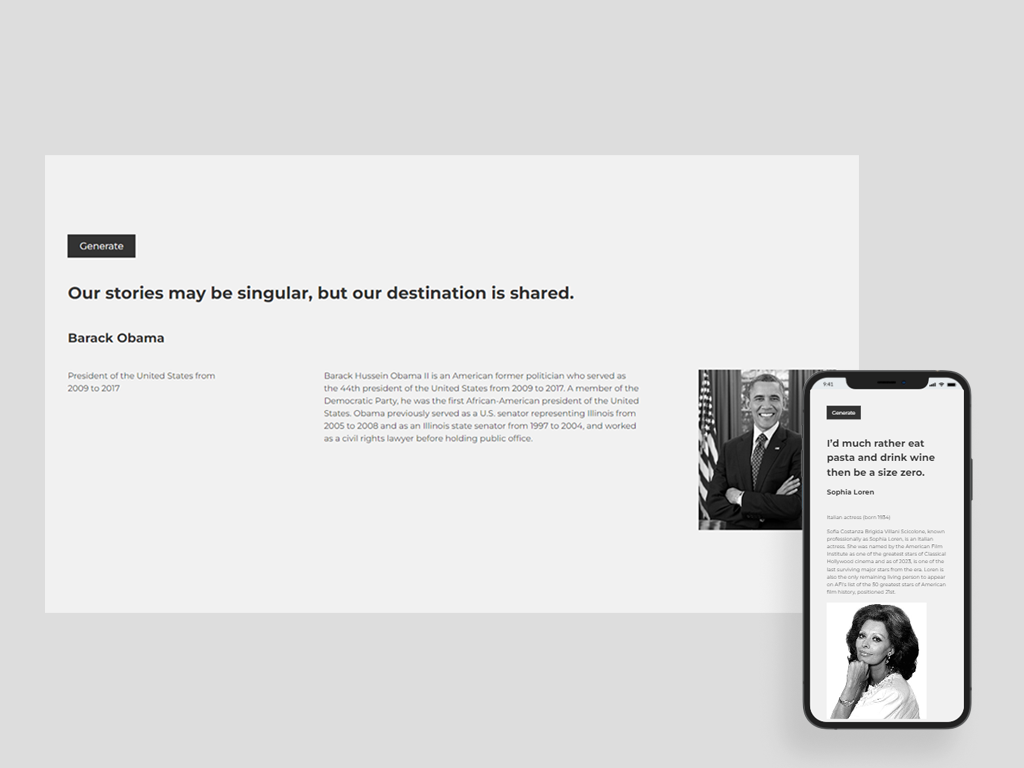 Generate
Our stories may be singular, but our destination is shared.
Barack Obama
President of the United States from
2009 to 2017
Barack Hussein Obama II is an American former politician who served as
the 44th president of the United States from 2009 to 2017. A member of the
Democratic Party, he was the first African-American president of the United
States. Obama previously served as a U.S. senator representing Illinois from
2005 to 2008 and as an Illinois state senator from 1997 to 2004, and worked
as a civil rights lawyer before holding public office.
9:41
Generate
I'd much rather eat
pasta and drink wine
then be a size zero.
Sophia Loren
Italian actress (born 1934)
Sofia Costanza Brigida Villani Scicolone, known
professionally as Sophia Loren, is an Italian
actress. She was named by the American Film
Institute as one of the greatest stars of Classical
Hollywood cinema and as of 2023, is one of the
last surviving major stars from the era. Loren is
also the only remaining living person to appear
on AFI's list of the 50 greatest stars of American
film history, positioned 21st.